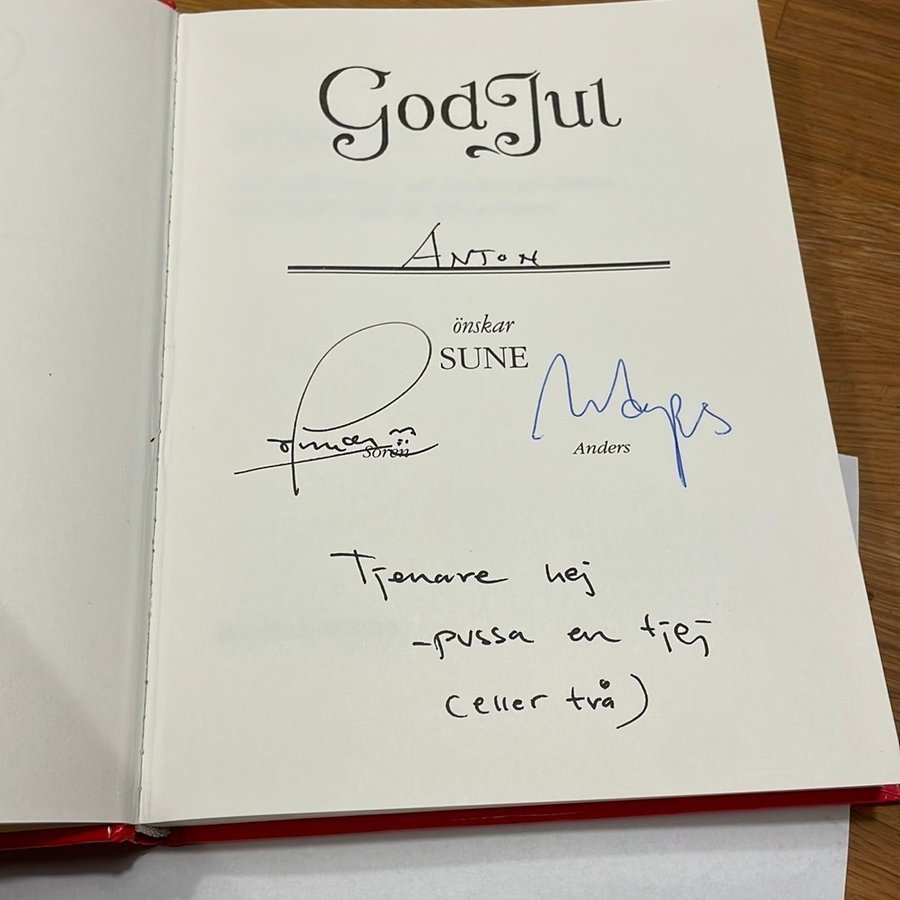 God Jul
ANTON
önskar
SUNE
Sören
Anders
Tjenare hej
-pussa en tjej
(eller två)